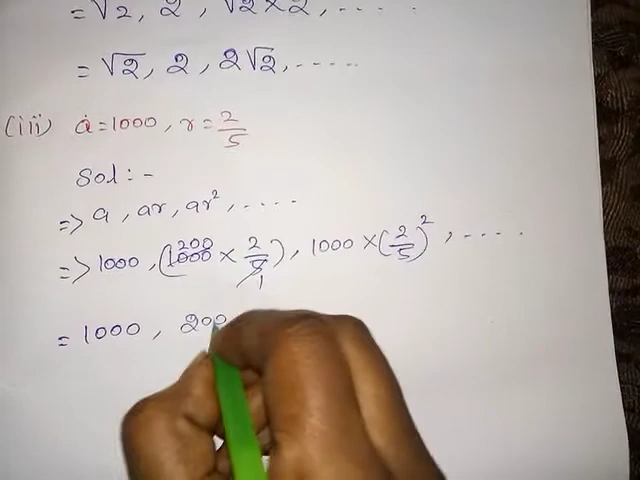 = √2, 2, √2×2, ....
= √2, 2, 2√2, .....
(iii) a=1000, r=2/5
Sol:-
=> a, ar, ar², .....
=> 1000, (200 1000 × 2/5 1), 1000 × (2/5)², ....
= 1000, 200